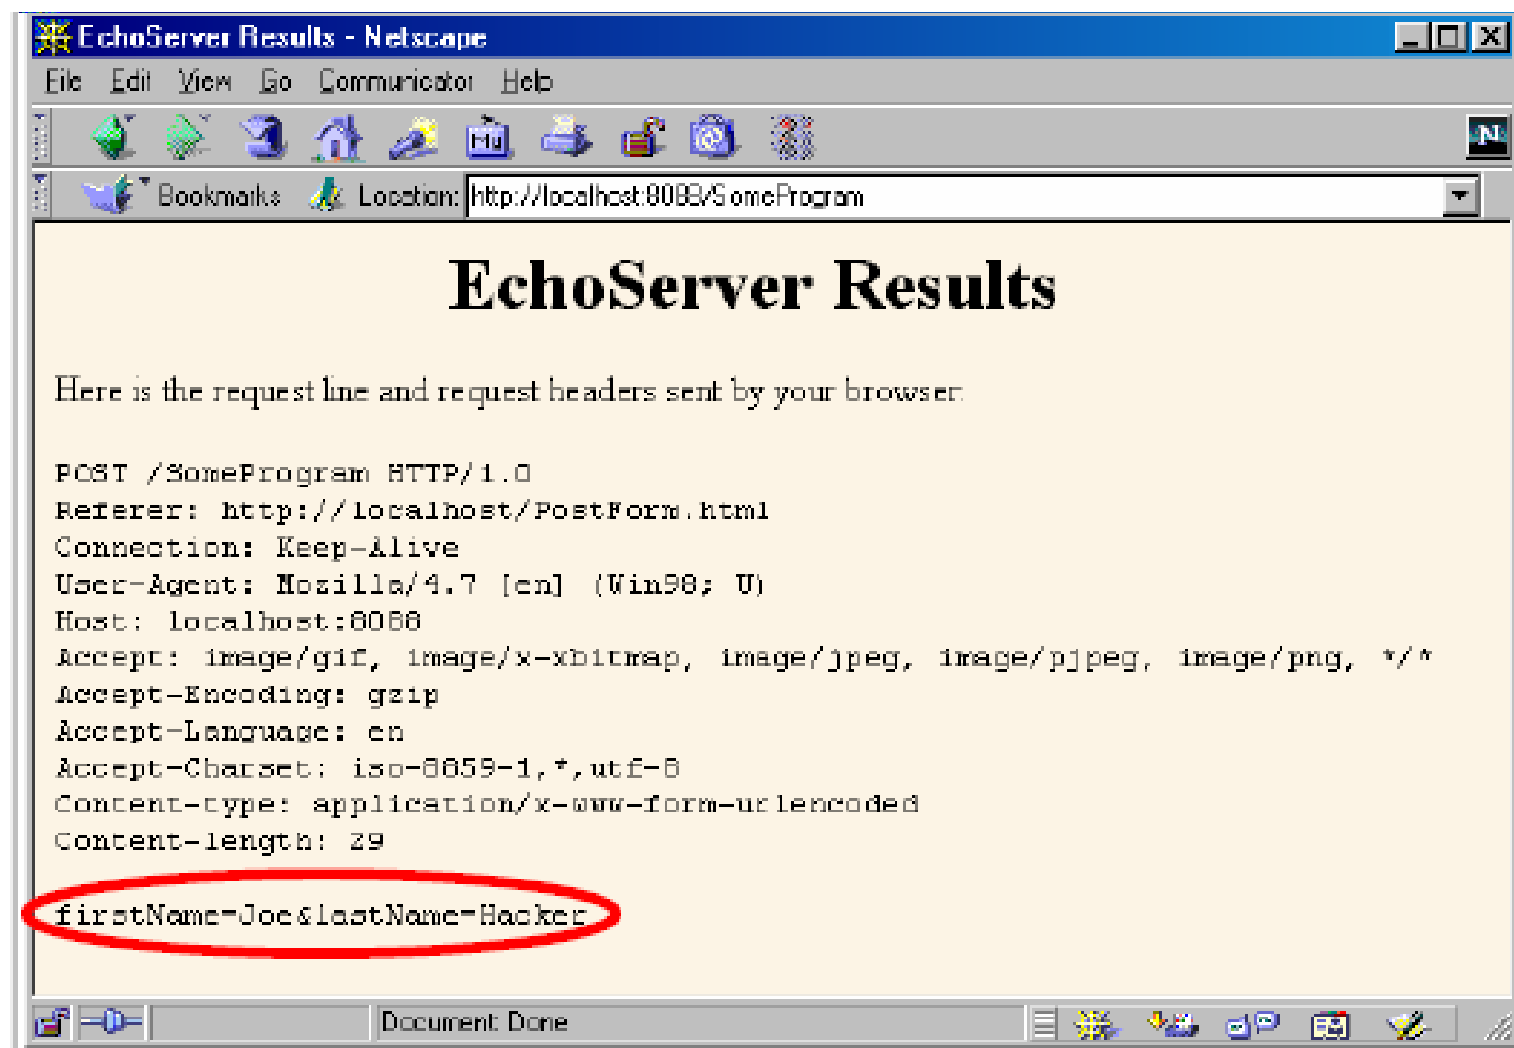 EchoServer Results - Netscape
File Edit View Go Communicator Help
My N
Bookmarks Location: http://localhost:8088/SomeProgram
EchoServer Results
Here is the request line and request headers sent by your browser:
POST /SomeProgram HTTP/1.0
Referer: http://localhost/PostForm.html
Connection: Keep-Alive
User-Agent: Mozilla/4.7 [en] (Win98; U)
Host: localhost:8088
Accept: image/gif, image/x-xbitmap, image/jpeg, image/pjpeg, image/png, */*
Accept-Encoding: gzip
Accept-Language: en
Accept-Charset: iso-8859-1,*,utf-8
Content-type: application/x-www-form-urlencoded
Content-length: 29
firstName=Joe&lastName=Hacker
Document: Done